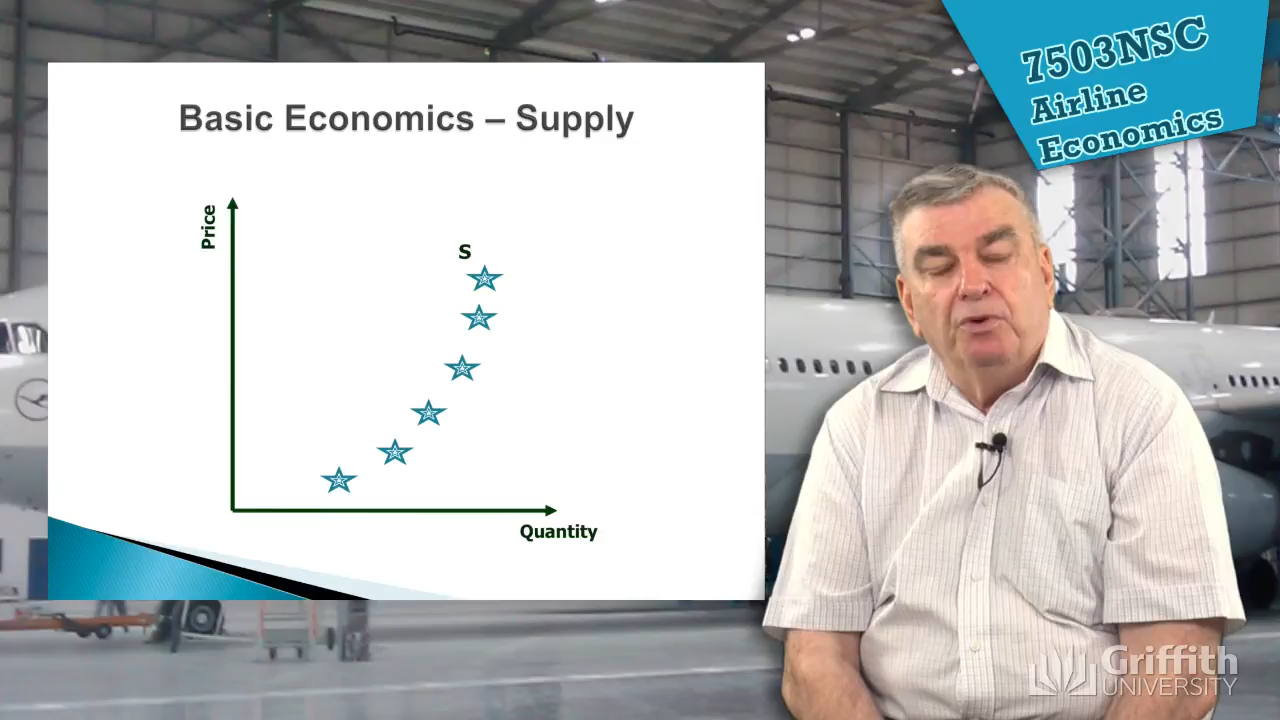 7503NSC
Airline
Economics
Basic Economics – Supply
Price
S
Quantity
Griffith
UNIVERSITY